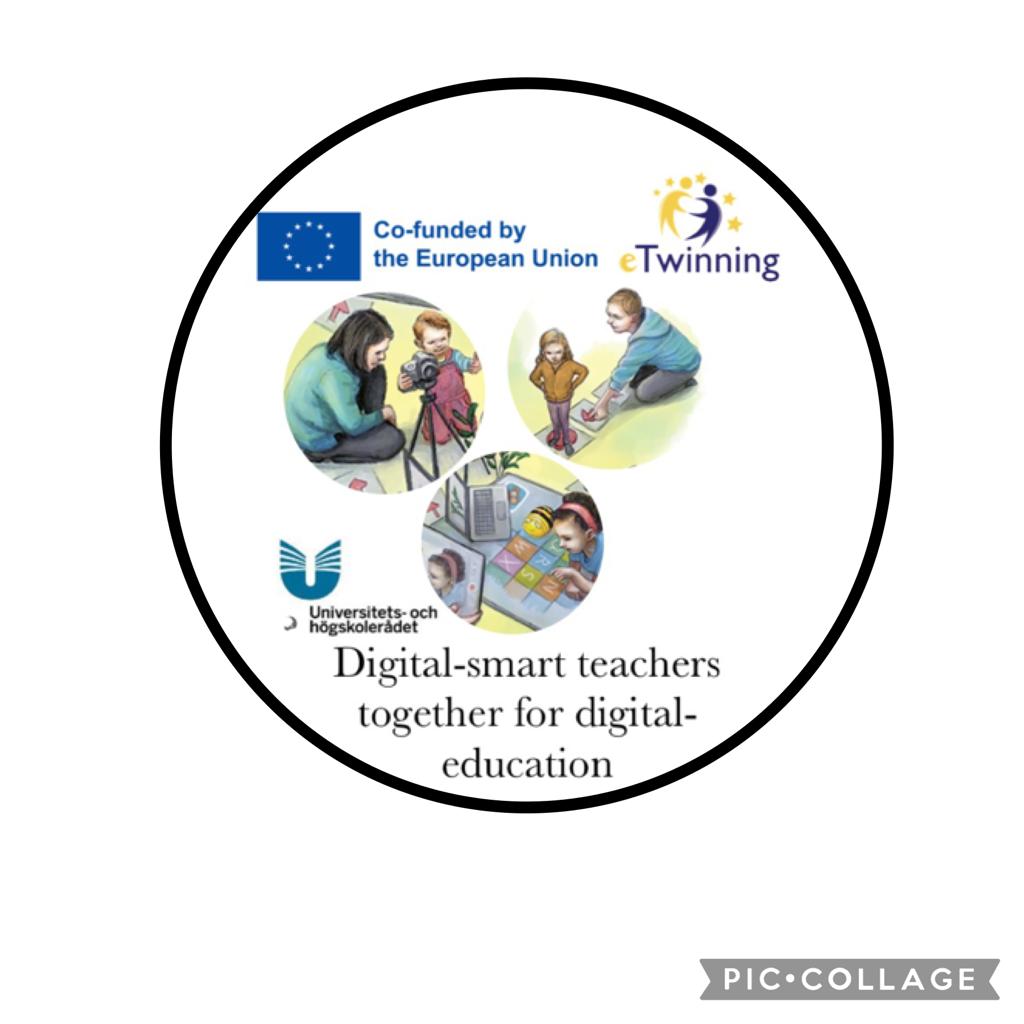 Co-funded by
the European Union
eTwinning
Universitets- och
högskolerådet
Digital-smart teachers
together for digital-
education
PIC•COLLAGE